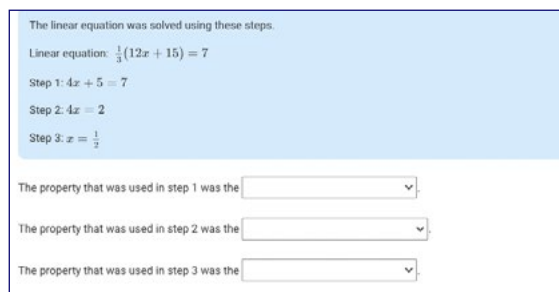 The linear equation was solved using these steps.
Linear equation: \frac{1}{3}(12x + 15) = 7
Step 1: 4x + 5 = 7
Step 2: 4x = 2
Step 3: x = \frac{1}{2}
The property that was used in step 1 was the .
The property that was used in step 2 was the .
The property that was used in step 3 was the .